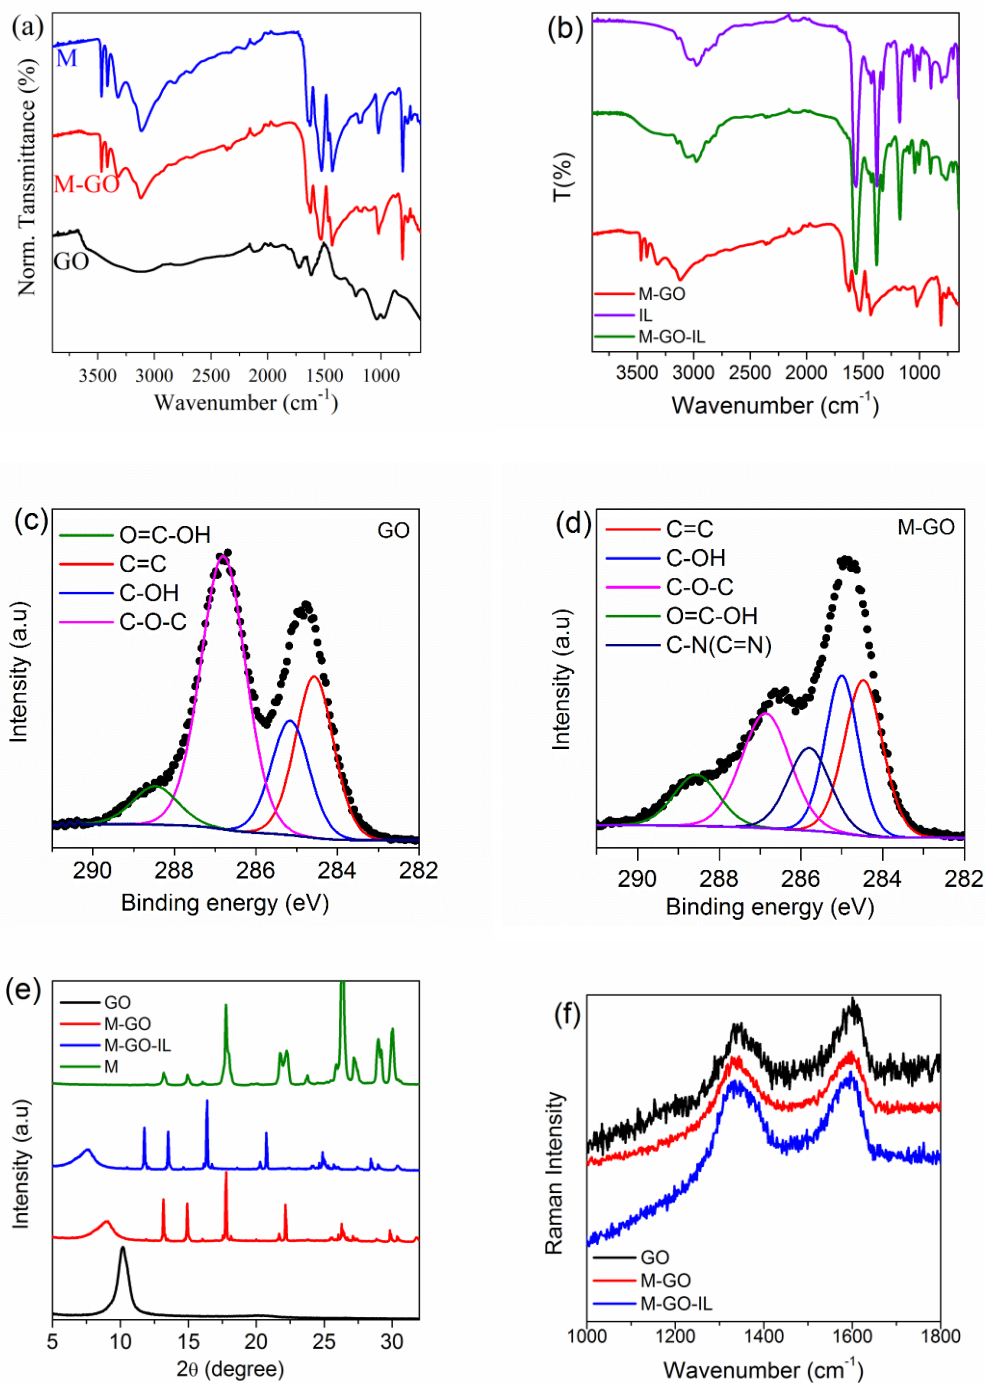 (a)
M
M-GO
GO
Norm. Tansmittance (%)
3500 3000 2500 2000 1500 1000
Wavenumber (cm-1)
(b)
T(%)
M-GO
IL
M-GO-IL
3500 3000 2500 2000 1500 1000
Wavenumber (cm-1)
(c)
O=C-OH
C=C
C-OH
C-O-C
GO
Intensity (a.u)
290 288 286 284 282
Binding energy (eV)
(d)
C=C
C-OH
C-O-C
O=C-OH
C-N(C=N)
M-GO
Intensity (a.u)
290 288 286 284 282
Binding energy (eV)
(e)
GO
M-GO
M-GO-IL
M
Intensity (a.u)
5 10 15 20 25 30
2θ (degree)
(f)
Raman Intensity
GO
M-GO
M-GO-IL
1000 1200 1400 1600 1800
Wavenumber (cm-1)